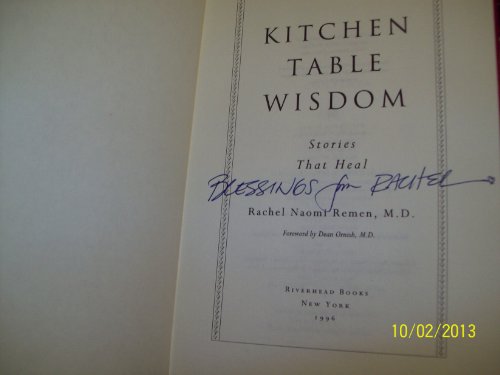 KITCHEN
TABLE
WISDOM
Stories
That Heal
BLESSINGS from RACHEL
Rachel Naomi Remen, M.D.
Foreword by Dean Ornish, M.D.
RIVERHEAD BOOKS
NEW YORK
1996
10/02/2013